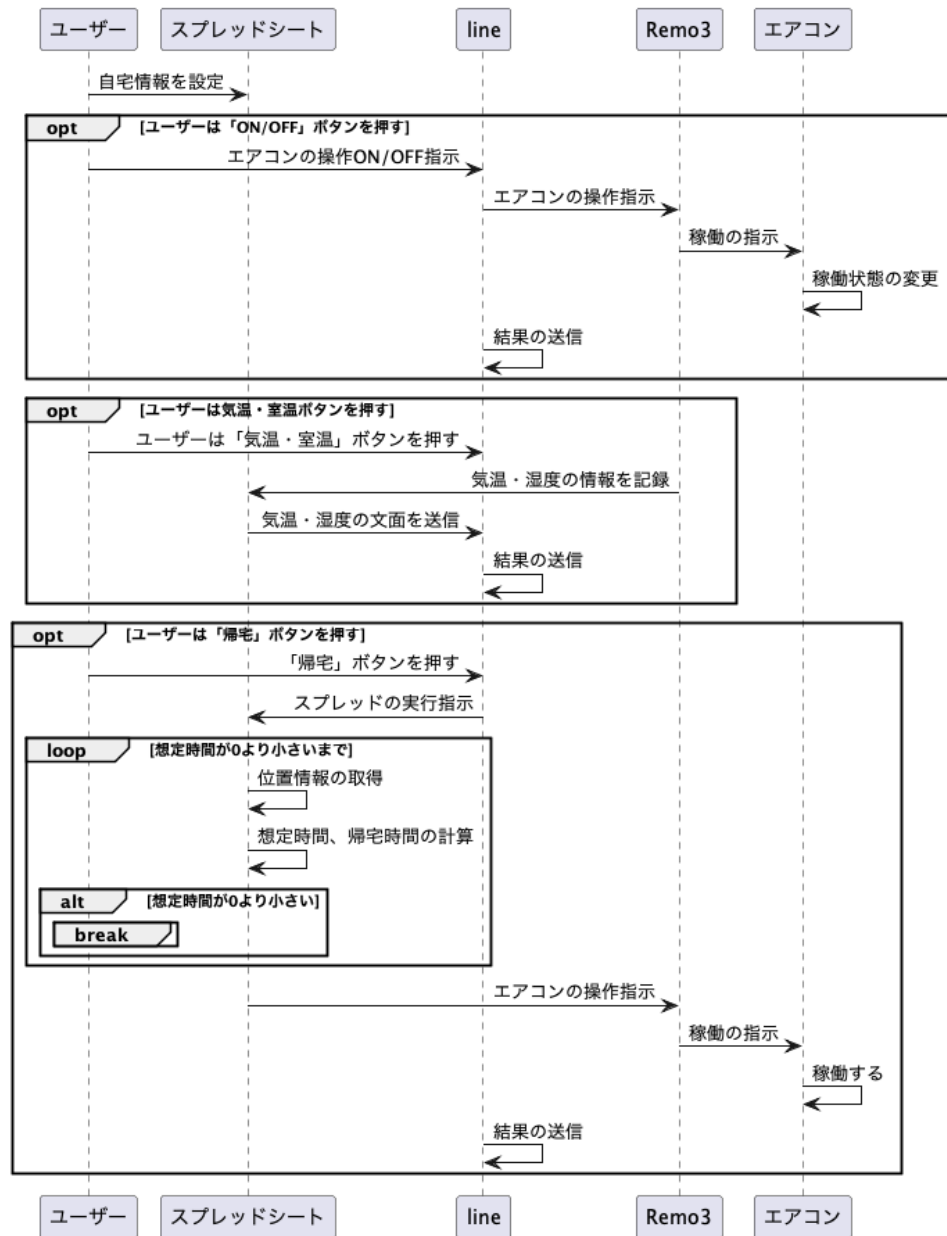 ユーザー
スプレッドシート
line
Remo3
エアコン
自宅情報を設定
opt
[ユーザーは「ON/OFF」ボタンを押す]
エアコンの操作ON/OFF指示
エアコンの操作指示
稼働の指示
稼働状態の変更
結果の送信
opt
[ユーザーは気温・室温ボタンを押す]
ユーザーは「気温・室温」ボタンを押す
気温・湿度の情報を記録
気温・湿度の文面を送信
結果の送信
opt
[ユーザーは「帰宅」ボタンを押す]
「帰宅」ボタンを押す
スプレッドの実行指示
loop
[想定時間が0より小さいまで]
位置情報の取得
想定時間、帰宅時間の計算
alt
[想定時間が0より小さい]
break
エアコンの操作指示
稼働の指示
稼働する
結果の送信
ユーザー
スプレッドシート
line
Remo3
エアコン